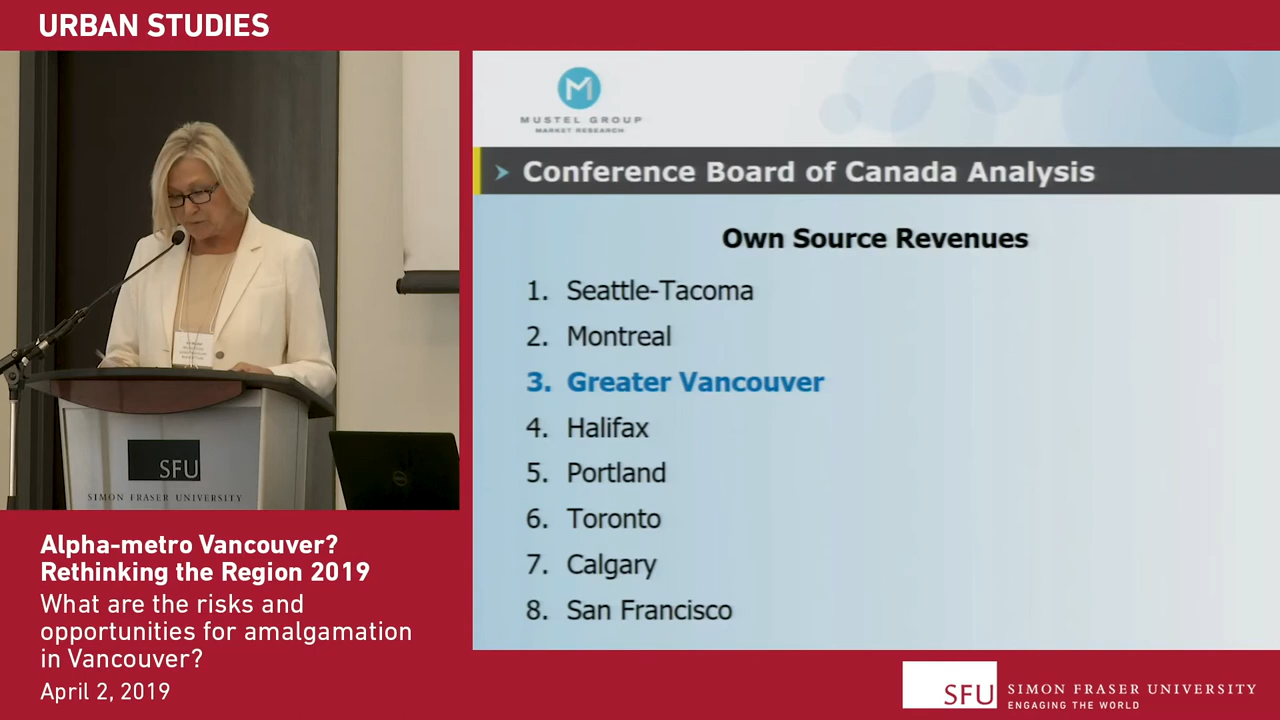 URBAN STUDIES
M
MUSTEL GROUP
MARKET RESEARCH
Conference Board of Canada Analysis
Own Source Revenues
1. Seattle-Tacoma
2. Montreal
3. Greater Vancouver
4. Halifax
5. Portland
6. Toronto
7. Calgary
8. San Francisco
SFU
SIMON FRASER UNIVERSITY
Alpha-metro Vancouver?
Rethinking the Region 2019
What are the risks and
opportunities for amalgamation
in Vancouver?
April 2, 2019
SFU
SIMON FRASER UNIVERSITY
ENGAGING THE WORLD